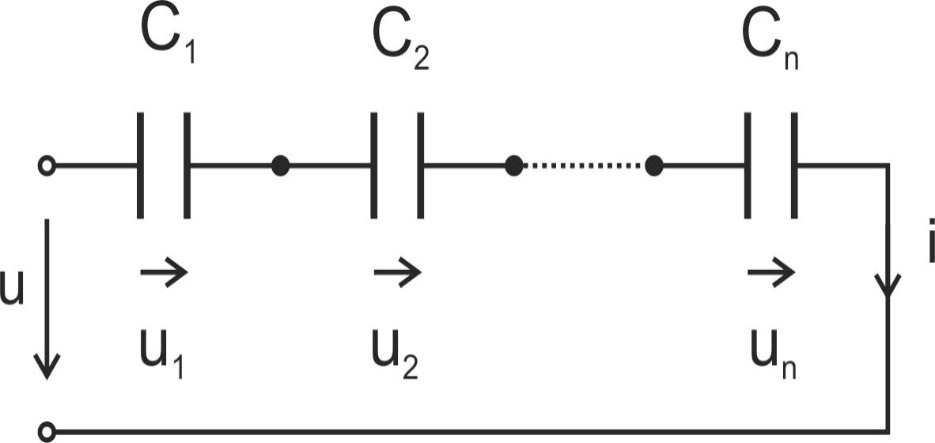 C₁ C₂ Cₙ
u i
u₁ u₂ uₙ